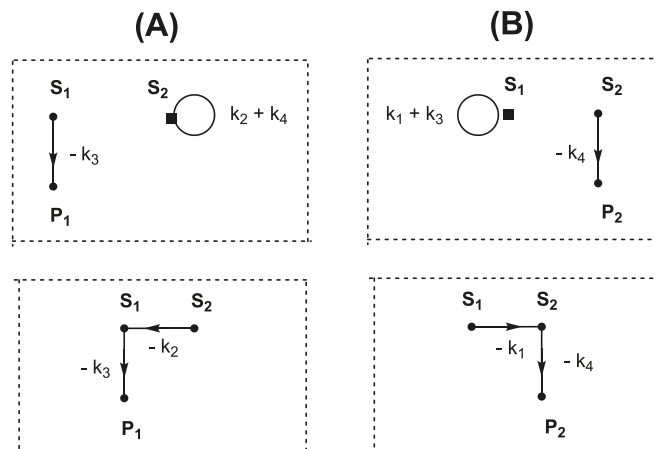 (A)
S₁ S₂
k₂ + k₄
- k₃
P₁
S₁ S₂
- k₂
- k₃
P₁
(B)
S₁ S₂
k₁ + k₃
- k₄
P₂
S₁ S₂
- k₁
- k₄
P₂